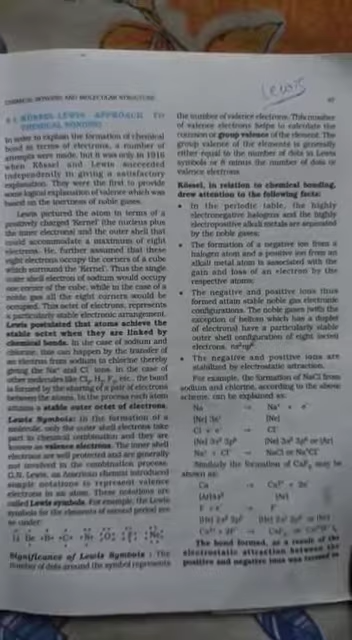 Lewis
CHEMICAL BONDING AND MOLECULAR STRUCTURE
KÖSSEL-LEWIS APPROACH TO
CHEMICAL BONDING
In order to explain the formation of chemical
bond in terms of electrons, a number of
attempts were made, but it was only in 1916
when Kössel and Lewis succeeded
independently in giving a satisfactory
explanation. They were the first to provide
some logical explanation of valence which was
based on the inertness of noble gases.
Lewis pictured the atom in terms of a
positively charged 'Kernel' (the nucleus plus
the inner electrons) and the outer shell that
could accommodate a maximum of eight
electrons. He, further assumed that these
eight electrons occupy the corners of a cube
which surround the 'Kernel'. Thus the single
outer shell electron of sodium would occupy
one corner of the cube, while in the case of a
noble gas all the eight corners would be
occupied. This octet of electrons, represents
a particularly stable electronic arrangement.
Lewis postulated that atoms achieve the
stable octet when they are linked by
chemical bonds. In the case of sodium and
chlorine, this can happen by the transfer of
an electron from sodium to chlorine thereby
giving the Na⁺ and Cl⁻ ions. In the case of
other molecules like Cl₂, H₂, F₂, etc., the bond
is formed by the sharing of a pair of electrons
between the atoms. In the process each atom
attains a stable outer octet of electrons.
Lewis Symbols: In the formation of a
molecule, only the outer shell electrons take
part in chemical combination and they are
known as valence electrons. The inner shell
electrons are well protected and are generally
not involved in the combination process.
G.N. Lewis, an American chemist introduced
simple notations to represent valence
electrons in an atom. These notations are
called Lewis symbols. For example, the Lewis
symbols for the elements of second period are
as under:
Significance of Lewis Symbols : The
number of dots around the symbol represents
the number of valence electrons. This number
of valence electrons helps to calculate the
common or group valence of the element. The
group valence of the elements is generally
either equal to the number of dots in Lewis
symbols or 8 minus the number of dots or
valence electrons.
Kössel, in relation to chemical bonding,
drew attention to the following facts:
• In the periodic table, the highly
electronegative halogens and the highly
electropositive alkali metals are separated
by the noble gases;
• The formation of a negative ion from a
halogen atom and a positive ion from an
alkali metal atom is associated with the
gain and loss of an electron by the
respective atoms;
• The negative and positive ions thus
formed attain stable noble gas electronic
configurations. The noble gases (with the
exception of helium which has a duplet
of electrons) have a particularly stable
outer shell configuration of eight (octet)
electrons, ns²np⁶.
• The negative and positive ions are
stabilized by electrostatic attraction.
For example, the formation of NaCl from
sodium and chlorine, according to the above
scheme, can be explained as:
Na → Na⁺ + e⁻
[Ne] 3s¹ [Ne]
Cl + e⁻ → Cl⁻
[Ne] 3s² 3p⁵ [Ne] 3s² 3p⁶ or [Ar]
Na⁺ + Cl⁻ → NaCl or Na⁺Cl⁻
Similarly the formation of CaF₂ may be
shown as:
Ca → Ca²⁺ + 2e⁻
[Ar]4s² [Ar]
F + e⁻ → F⁻
[He] 2s² 2p⁵ [He] 2s² 2p⁶ or [Ne]
The bond formed, as a result of the
electrostatic attraction between the
positive and negative ions was termed as